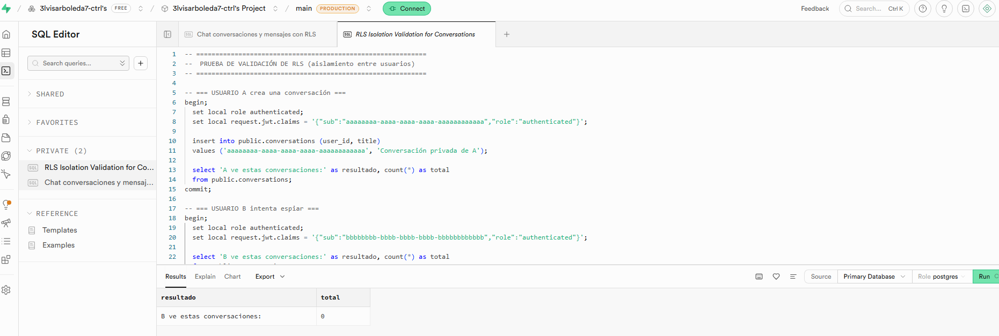 3lvisarboleda7-ctrl's FREE / 3lvisarboleda7-ctrl's Project / main PRODUCTION Connect
Feedback Search... Ctrl K
SQL Editor
Chat conversaciones y mensajes con RLS
RLS Isolation Validation for Conversations
Search queries...
SHARED
FAVORITES
PRIVATE (2)
RLS Isolation Validation for Co...
Chat conversaciones y mensaj...
REFERENCE
Templates
Examples
1 -- ============================================================
2 -- PRUEBA DE VALIDACIÓN DE RLS (aislamiento entre usuarios)
3 -- ============================================================
4
5 -- === USUARIO A crea una conversación ===
6 begin;
7 set local role authenticated;
8 set local request.jwt.claims = '{"sub":"aaaaaaaa-aaaa-aaaa-aaaa-aaaaaaaaaaaa","role":"authenticated"}';
9
10 insert into public.conversations (user_id, title)
11 values ('aaaaaaaa-aaaa-aaaa-aaaa-aaaaaaaaaaaa', 'Conversación privada de A');
12
13 select 'A ve estas conversaciones:' as resultado, count(*) as total
14 from public.conversations;
15 commit;
16
17 -- === USUARIO B intenta espiar ===
18 begin;
19 set local role authenticated;
20 set local request.jwt.claims = '{"sub":"bbbbbbbb-bbbb-bbbb-bbbb-bbbbbbbbbbbb","role":"authenticated"}';
21
22 select 'B ve estas conversaciones:' as resultado, count(*) as total
Results Explain Chart Export
Source Primary Database Role postgres Run
resultado total
B ve estas conversaciones: 0